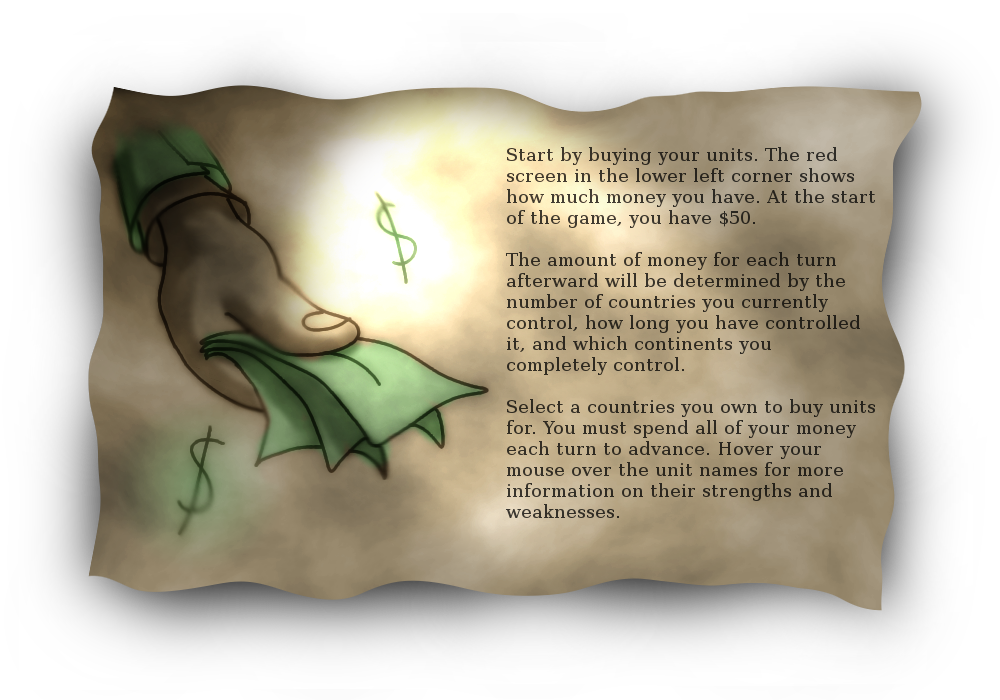 Start by buying your units. The red
screen in the lower left corner shows
how much money you have. At the start
of the game, you have $50.
The amount of money for each turn
afterward will be determined by the
number of countries you currently
control, how long you have controlled
it, and which continents you
completely control.
Select a countries you own to buy units
for. You must spend all of your money
each turn to advance. Hover your
mouse over the unit names for more
information on their strengths and
weaknesses.
$
$